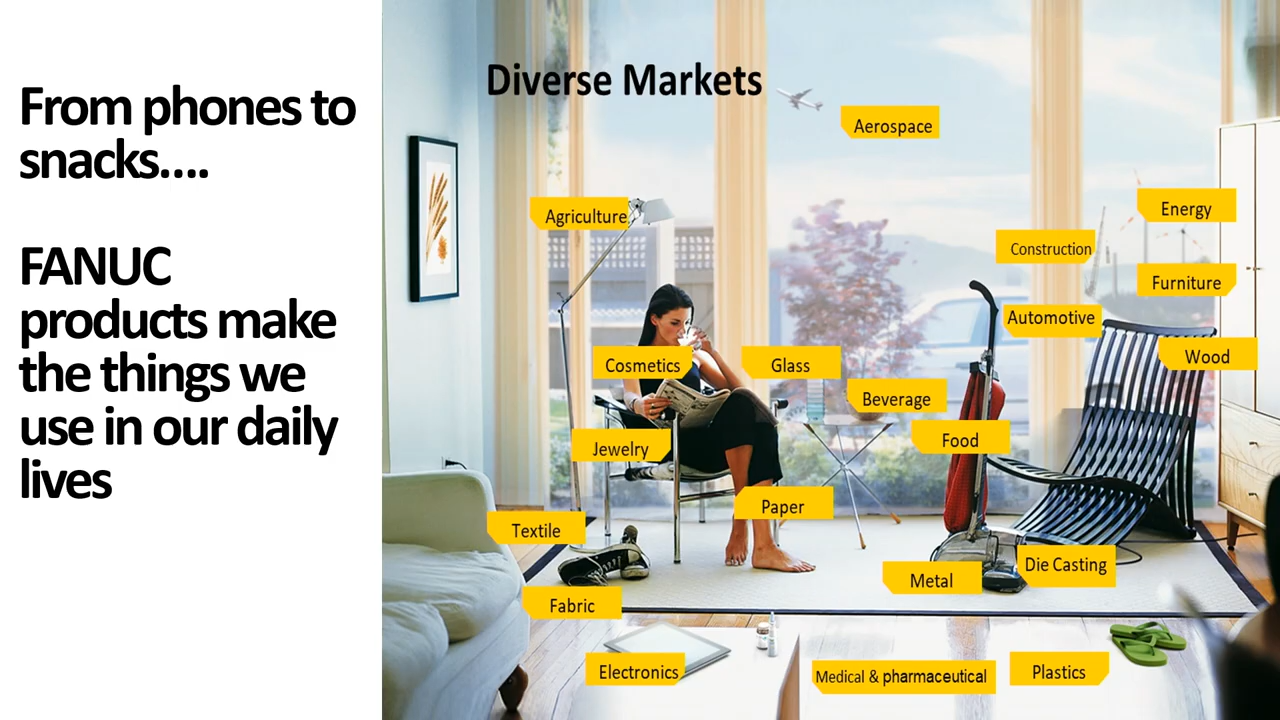 From phones to
snacks....
FANUC
products make
the things we
use in our daily
lives
Diverse Markets
Aerospace
Agriculture
Energy
Construction
Furniture
Automotive
Wood
Cosmetics
Glass
Beverage
Food
Jewelry
Paper
Textile
Die Casting
Metal
Fabric
Electronics
Medical & pharmaceutical
Plastics